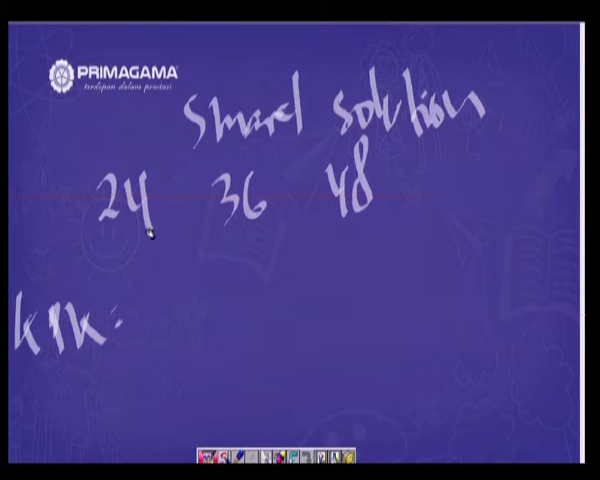 PRIMAGAMA
terdepan dalam prestasi
Smart solution
24 36 48
KPK :